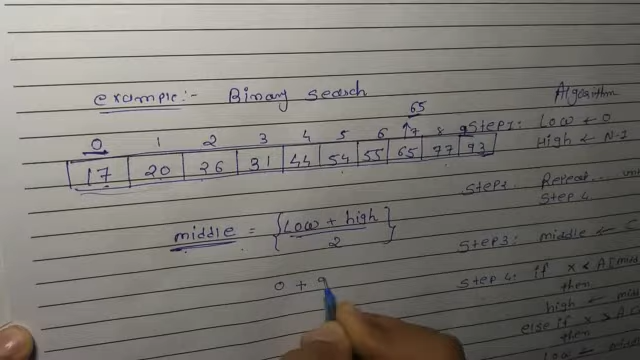 example:- Binary search
65
0 1 2 3 4 5 6 7 8 9
17 20 26 31 44 54 55 65 77 93
middle = { Low + high / 2 }
0 + 9
Algorithm
Step1: Low ← 0
High ← N-1
Step2: Repeat
Step 4.
Step3: middle ←
Step 4: if x < A[
then
high ←
else if x > A[
then
low ←